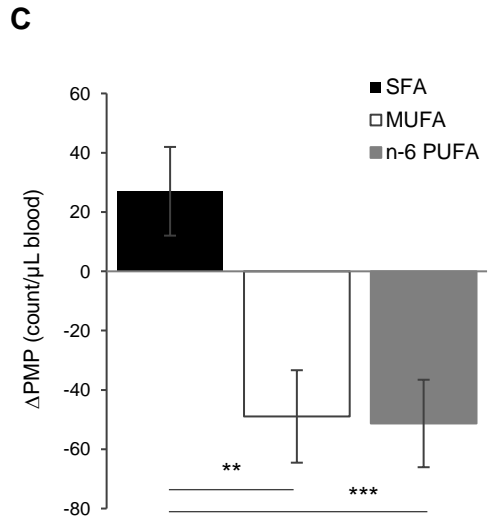 C
SFA
MUFA
n-6 PUFA
ΔPMP (count/µL blood)
60
40
20
0
-20
-40
-60
-80
**
***